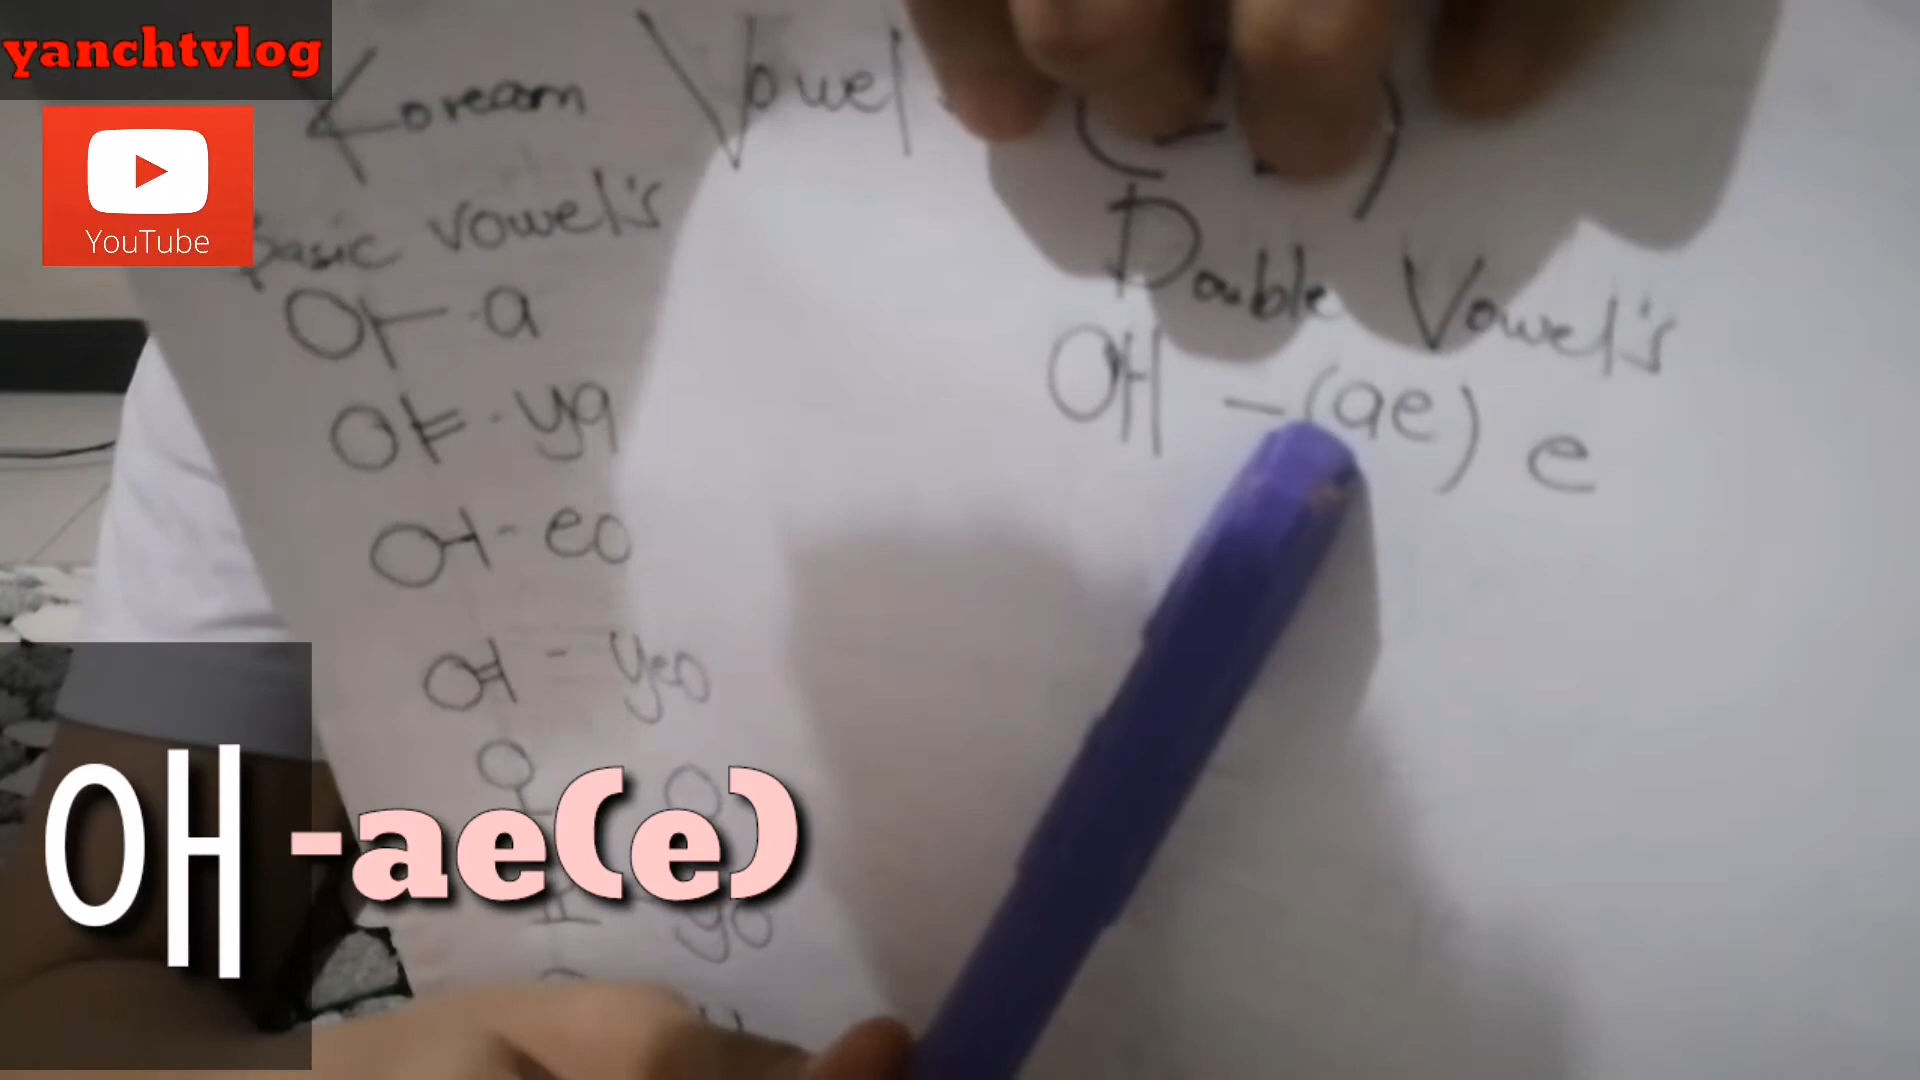 yanchtvlog
YouTube
Korean Vowel
Basic Vowel's
아 - a
야 - ya
어 - eo
여 - yeo
yo
Double Vowel's
애 - (ae) e
애 -ae(e)